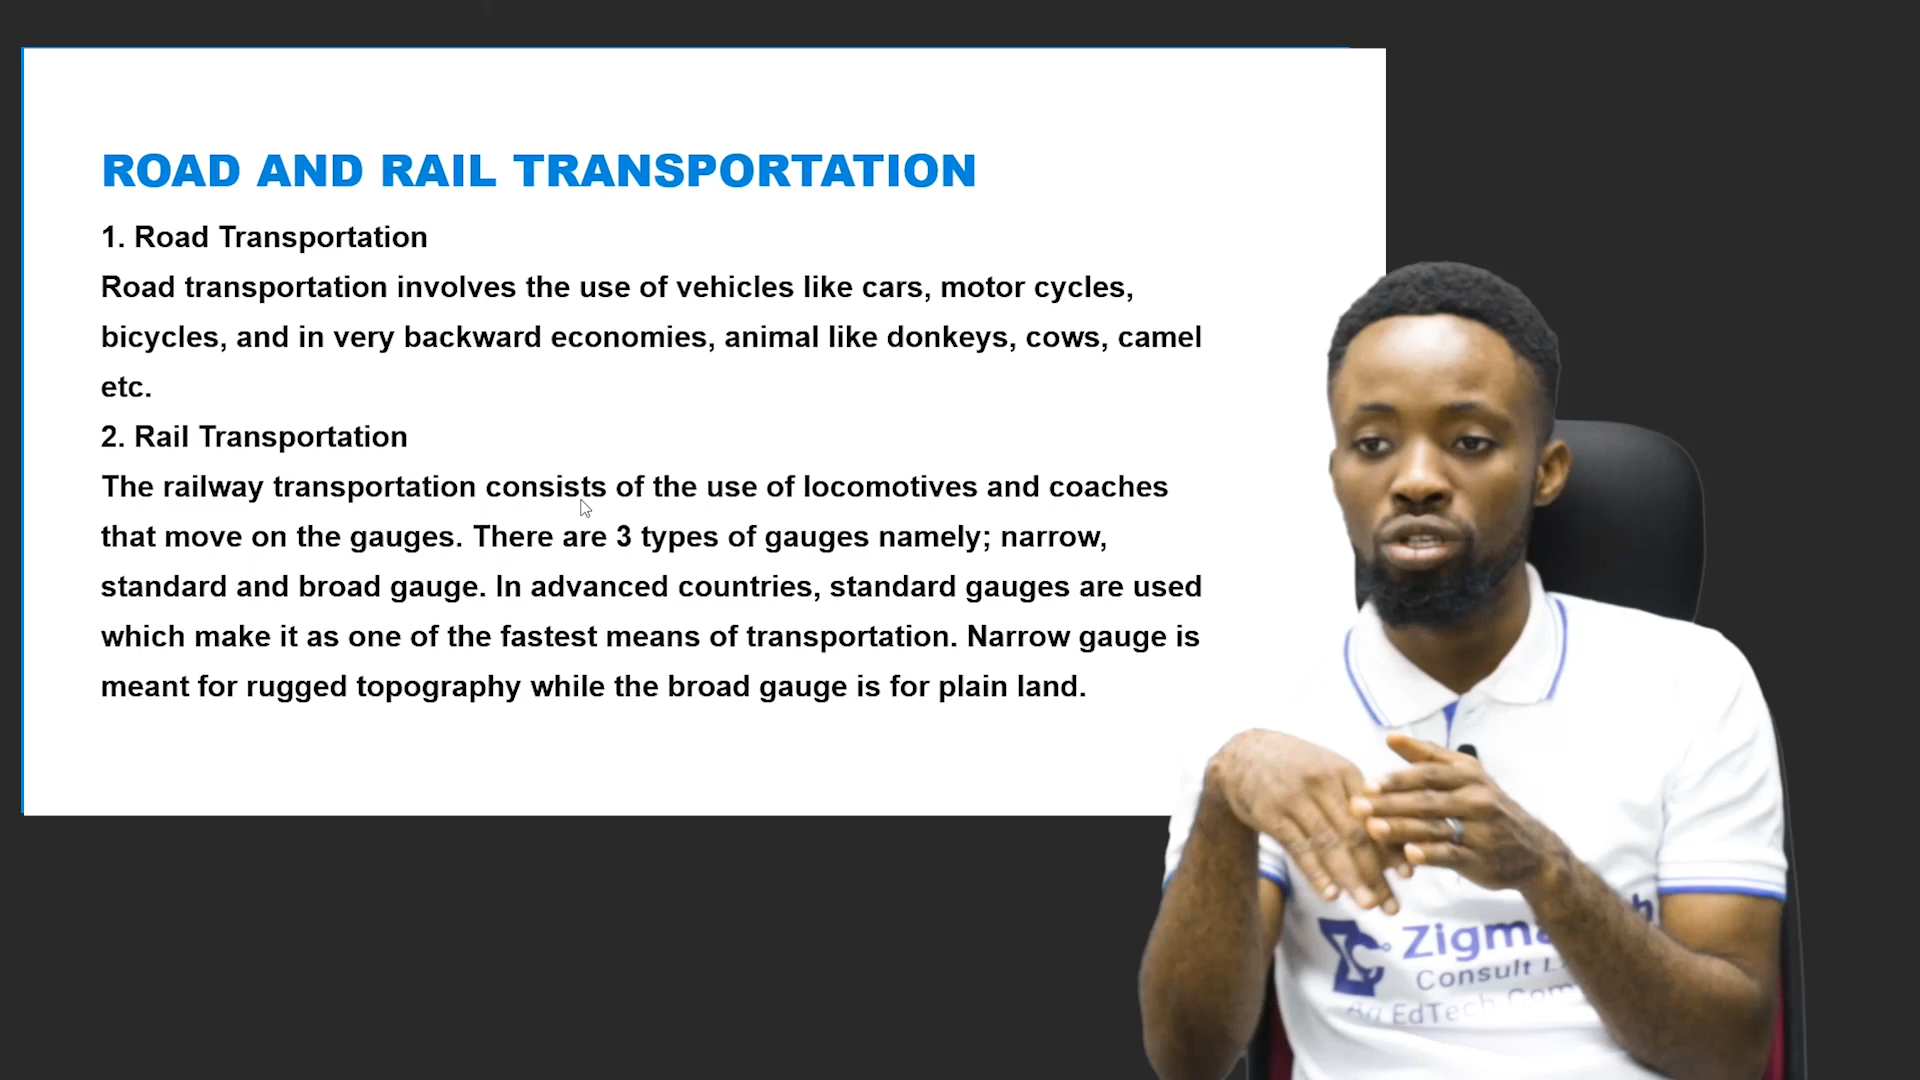 ROAD AND RAIL TRANSPORTATION
1. Road Transportation
Road transportation involves the use of vehicles like cars, motor cycles,
bicycles, and in very backward economies, animal like donkeys, cows, camel
etc.
2. Rail Transportation
The railway transportation consists of the use of locomotives and coaches
that move on the gauges. There are 3 types of gauges namely; narrow,
standard and broad gauge. In advanced countries, standard gauges are used
which make it as one of the fastest means of transportation. Narrow gauge is
meant for rugged topography while the broad gauge is for plain land.
Consult
EdTech